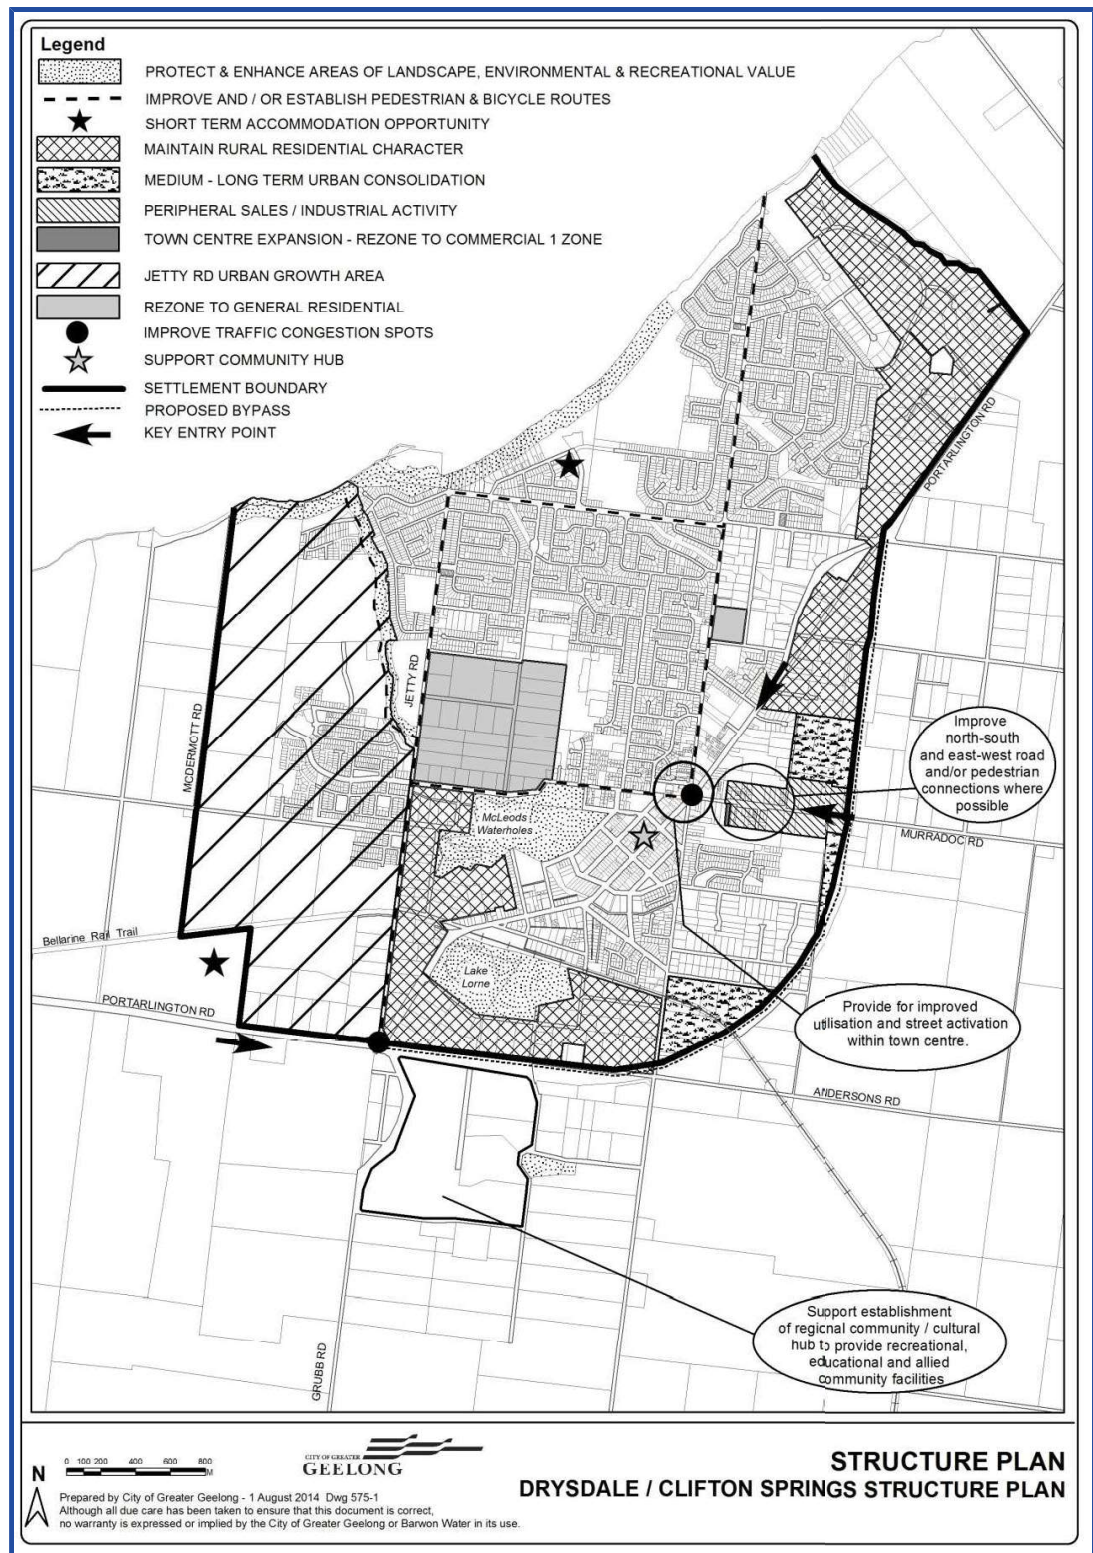 Legend
PROTECT & ENHANCE AREAS OF LANDSCAPE, ENVIRONMENTAL & RECREATIONAL VALUE
IMPROVE AND / OR ESTABLISH PEDESTRIAN & BICYCLE ROUTES
SHORT TERM ACCOMMODATION OPPORTUNITY
MAINTAIN RURAL RESIDENTIAL CHARACTER
MEDIUM - LONG TERM URBAN CONSOLIDATION
PERIPHERAL SALES / INDUSTRIAL ACTIVITY
TOWN CENTRE EXPANSION - REZONE TO COMMERCIAL 1 ZONE
JETTY RD URBAN GROWTH AREA
REZONE TO GENERAL RESIDENTIAL
IMPROVE TRAFFIC CONGESTION SPOTS
SUPPORT COMMUNITY HUB
SETTLEMENT BOUNDARY
PROPOSED BYPASS
KEY ENTRY POINT
PORTARLINGTON RD
JETTY RD
MCDERMOTT RD
Improve
north-south
and east-west road
and/or pedestrian
connections where
possible
McLeods
Waterholes
MURRADOC RD
Bellarine Rail Trail
Lake
Lorne
PORTARLINGTON RD
Provide for improved
utilisation and street activation
within town centre.
ANDERSONS RD
Support establishment
of regional community / cultural
hub to provide recreational,
educational and allied
community facilities
GRUBB RD
0 100 200 400 600 800
M
N
CITY OF GREATER
GEELONG
Prepared by City of Greater Geelong - 1 August 2014 Dwg 575-1
Although all due care has been taken to ensure that this document is correct,
no warranty is expressed or implied by the City of Greater Geelong or Barwon Water in its use.
STRUCTURE PLAN
DRYSDALE / CLIFTON SPRINGS STRUCTURE PLAN